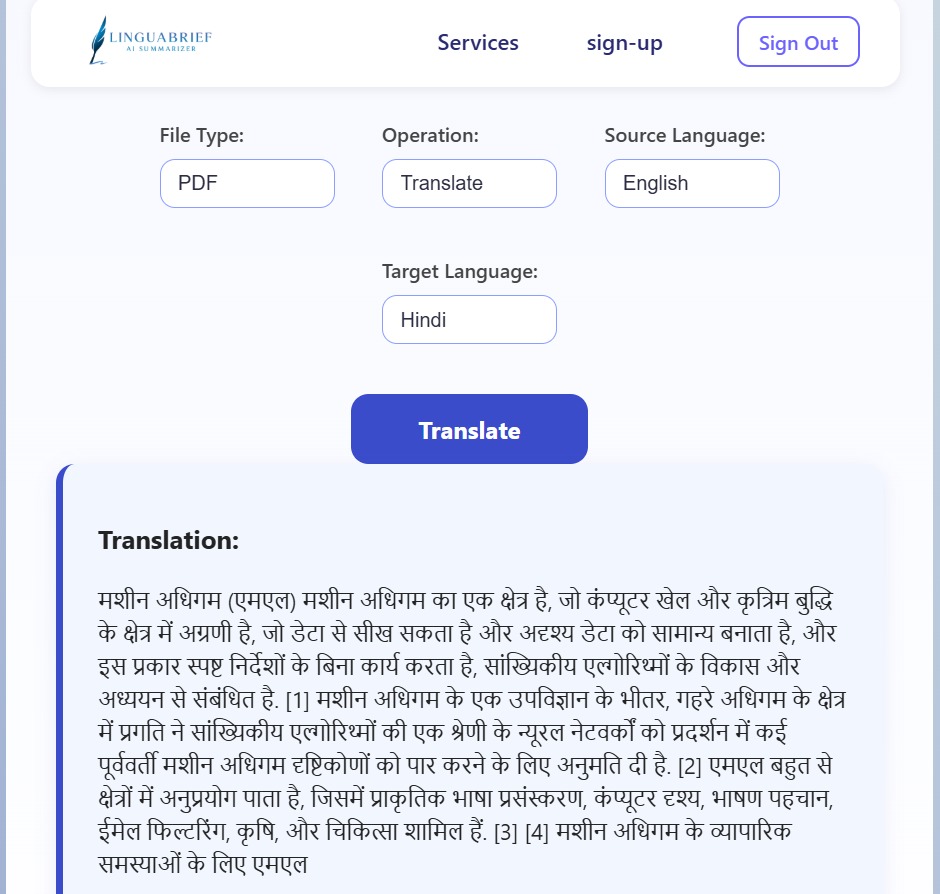 LINGUABRIEF
AI SUMMARIZER
Services
sign-up
Sign Out
File Type:
Operation:
Source Language:
PDF
Translate
English
Target Language:
Hindi
Translate
Translation:
मशीन अधिगम (एमएल) मशीन अधिगम का एक क्षेत्र है, जो कंप्यूटर खेल और कृत्रिम बुद्धि
के क्षेत्र में अग्रणी है, जो डेटा से सीख सकता है और अदृश्य डेटा को सामान्य बनाता है, और
इस प्रकार स्पष्ट निर्देशों के बिना कार्य करता है, सांख्यिकीय एल्गोरिथ्मों के विकास और
अध्ययन से संबंधित है. [1] मशीन अधिगम के एक उपविज्ञान के भीतर, गहरे अधिगम के क्षेत्र
में प्रगति ने सांख्यिकीय एल्गोरिथ्मों की एक श्रेणी के न्यूरल नेटवर्कों को प्रदर्शन में कई
पूर्ववर्ती मशीन अधिगम दृष्टिकोणों को पार करने के लिए अनुमति दी है. [2] एमएल बहुत से
क्षेत्रों में अनुप्रयोग पाता है, जिसमें प्राकृतिक भाषा प्रसंस्करण, कंप्यूटर दृश्य, भाषण पहचान,
ईमेल फिल्टरिंग, कृषि, और चिकित्सा शामिल हैं. [3] [4] मशीन अधिगम के व्यापारिक
समस्याओं के लिए एमएल